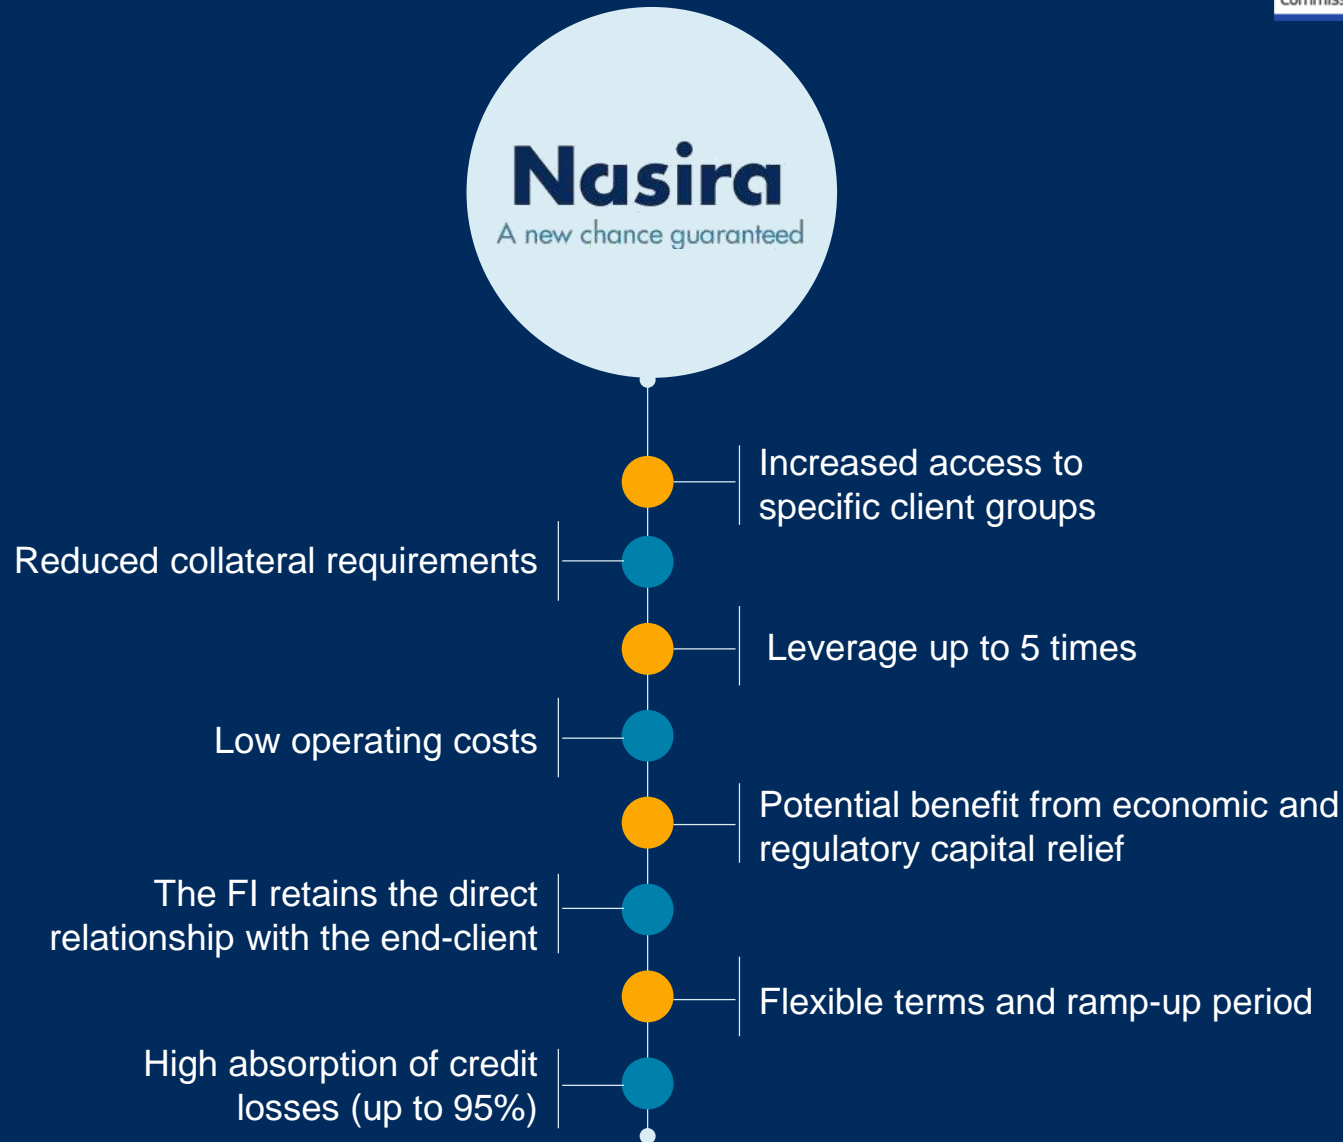 Nasira
A new chance guaranteed
Increased access to
specific client groups
Reduced collateral requirements
Leverage up to 5 times
Low operating costs
Potential benefit from economic and
regulatory capital relief
The FI retains the direct
relationship with the end-client
Flexible terms and ramp-up period
High absorption of credit
losses (up to 95%)